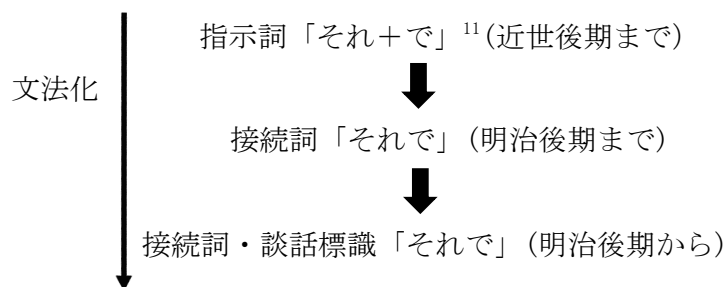 指示詞「それ＋で」11(近世後期まで)
文法化
接続詞「それで」(明治後期まで)
接続詞・談話標識「それで」(明治後期から)